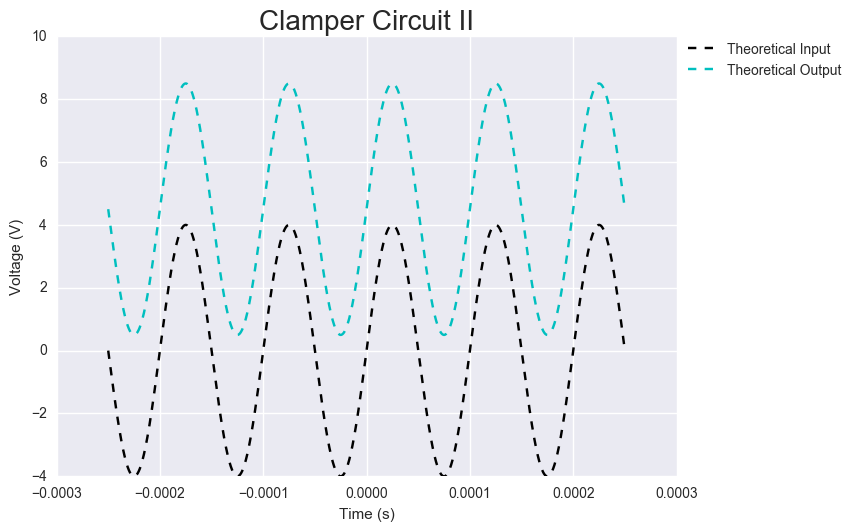 Clamper Circuit II
Theoretical Input
Theoretical Output
Voltage (V)
10
8
6
4
2
0
−2
−4
−0.0003 −0.0002 −0.0001 0.0000 0.0001 0.0002 0.0003
Time (s)